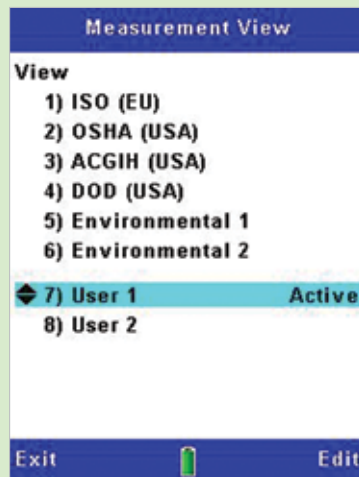 Measurement View
View
1) ISO (EU)
2) OSHA (USA)
3) ACGIH (USA)
4) DOD (USA)
5) Environmental 1
6) Environmental 2
7) User 1 Active
8) User 2
Exit Edit